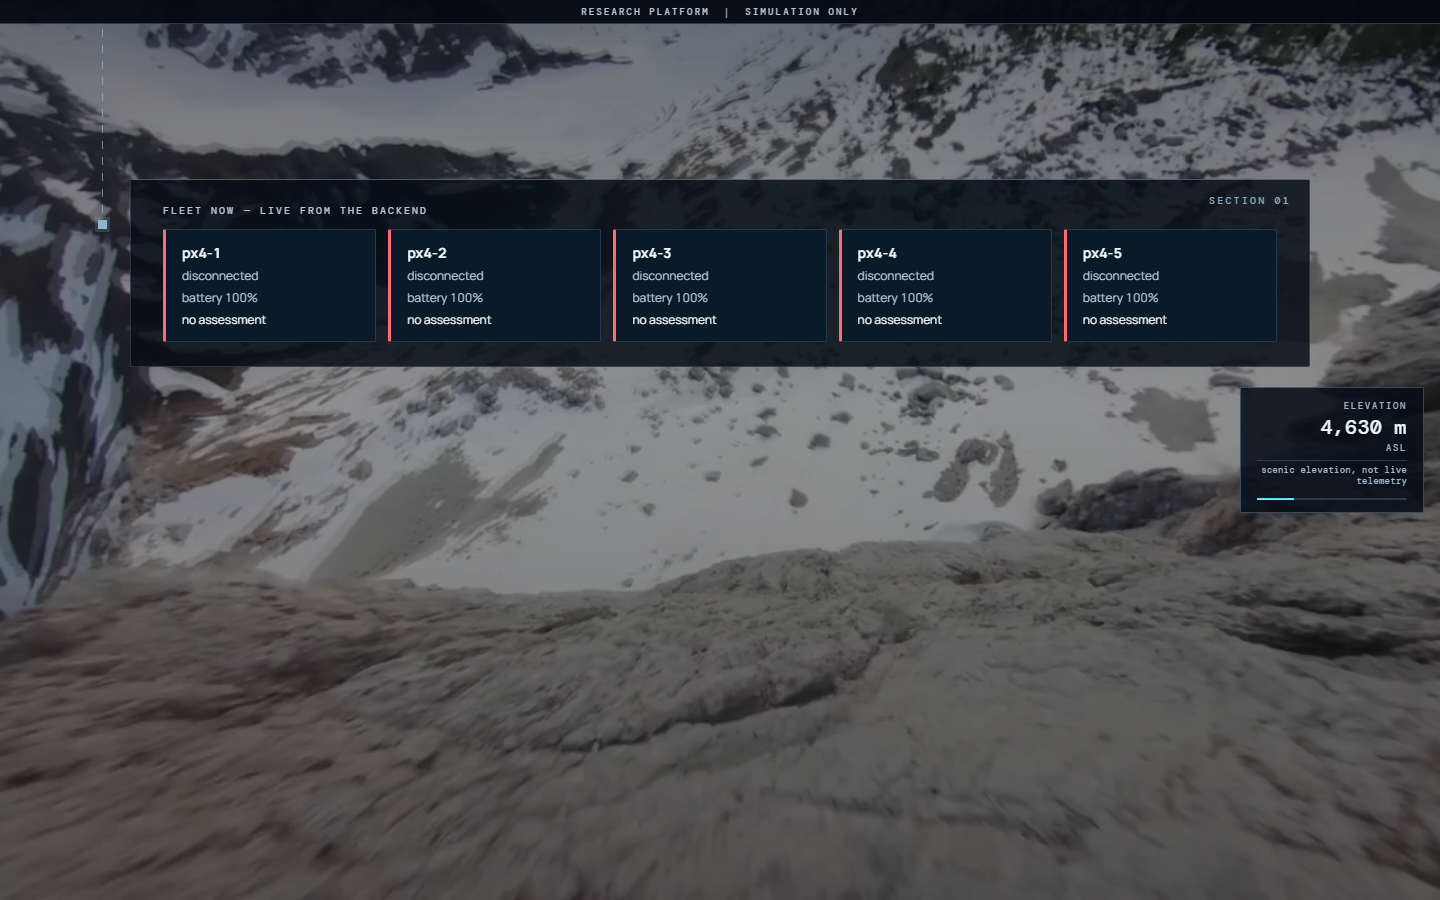 RESEARCH PLATFORM | SIMULATION ONLY
SECTION 01
FLEET NOW — LIVE FROM THE BACKEND
px4-1
disconnected
battery 100%
no assessment
px4-2
disconnected
battery 100%
no assessment
px4-3
disconnected
battery 100%
no assessment
px4-4
disconnected
battery 100%
no assessment
px4-5
disconnected
battery 100%
no assessment
ELEVATION
4,630 m
ASL
scenic elevation, not live
telemetry